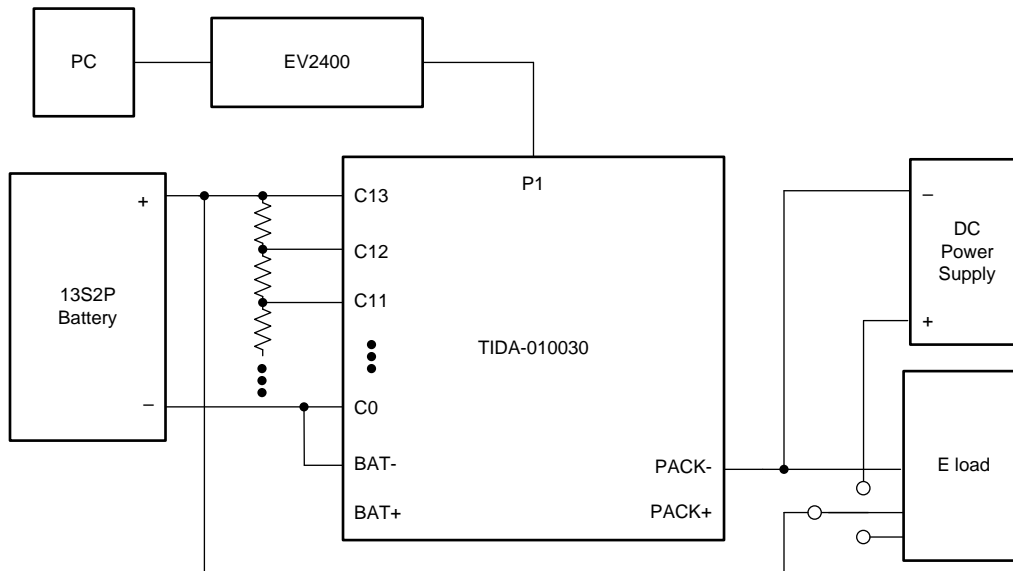 PC
EV2400
P1
+
C13
C12
13S2P
Battery
C11
TIDA-010030
–
C0
BAT-
BAT+
PACK-
PACK+
–
DC
Power
Supply
+
E load